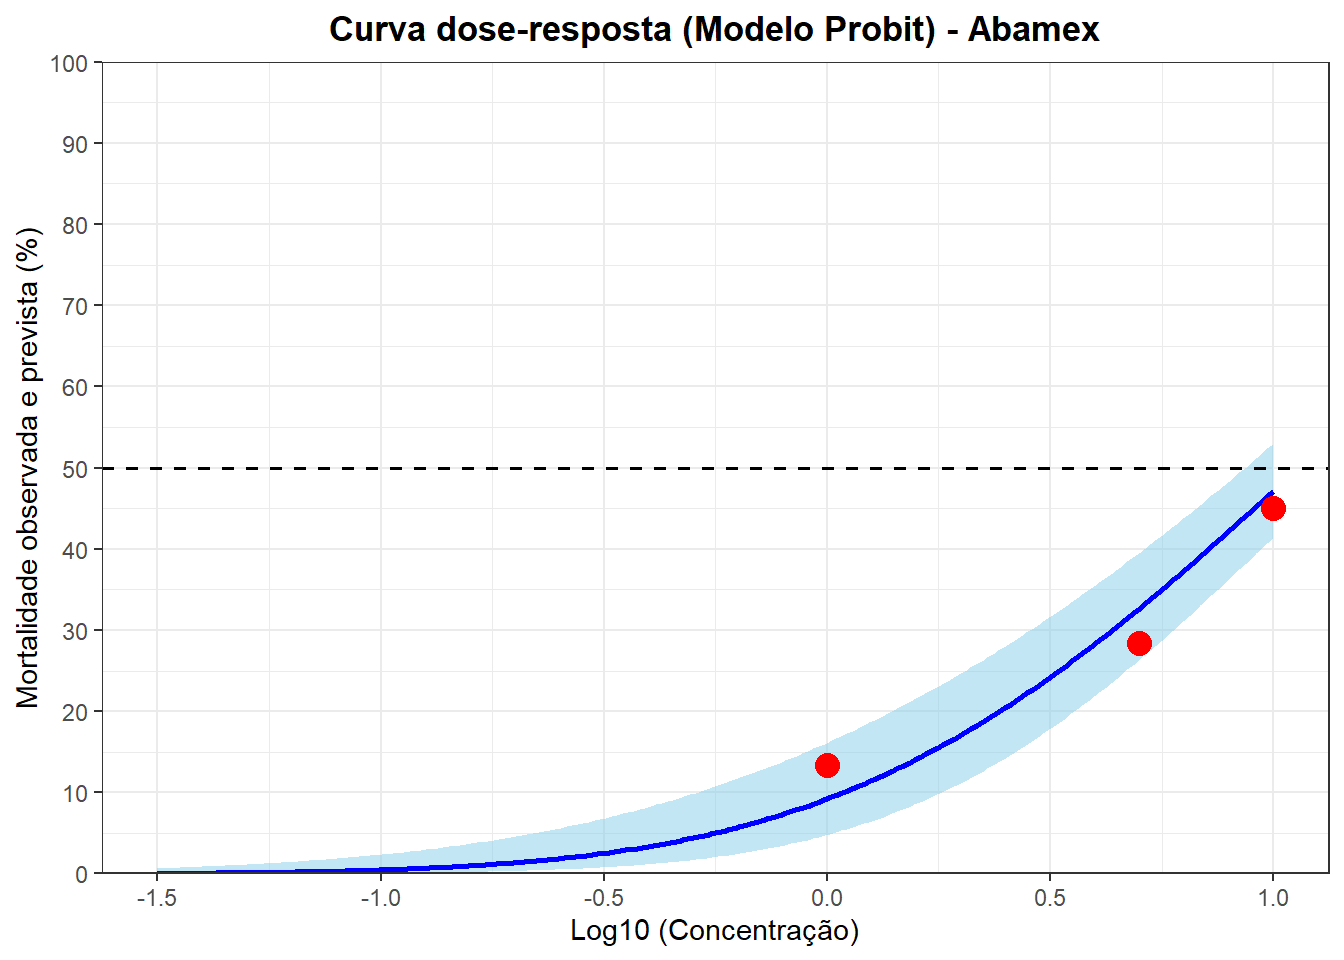 Curva dose-resposta (Modelo Probit) - Abamex
Mortalidade observada e prevista (%)
100
90
80
70
60
50
40
30
20
10
0
-1.5 -1.0 -0.5 0.0 0.5 1.0
Log10 (Concentração)